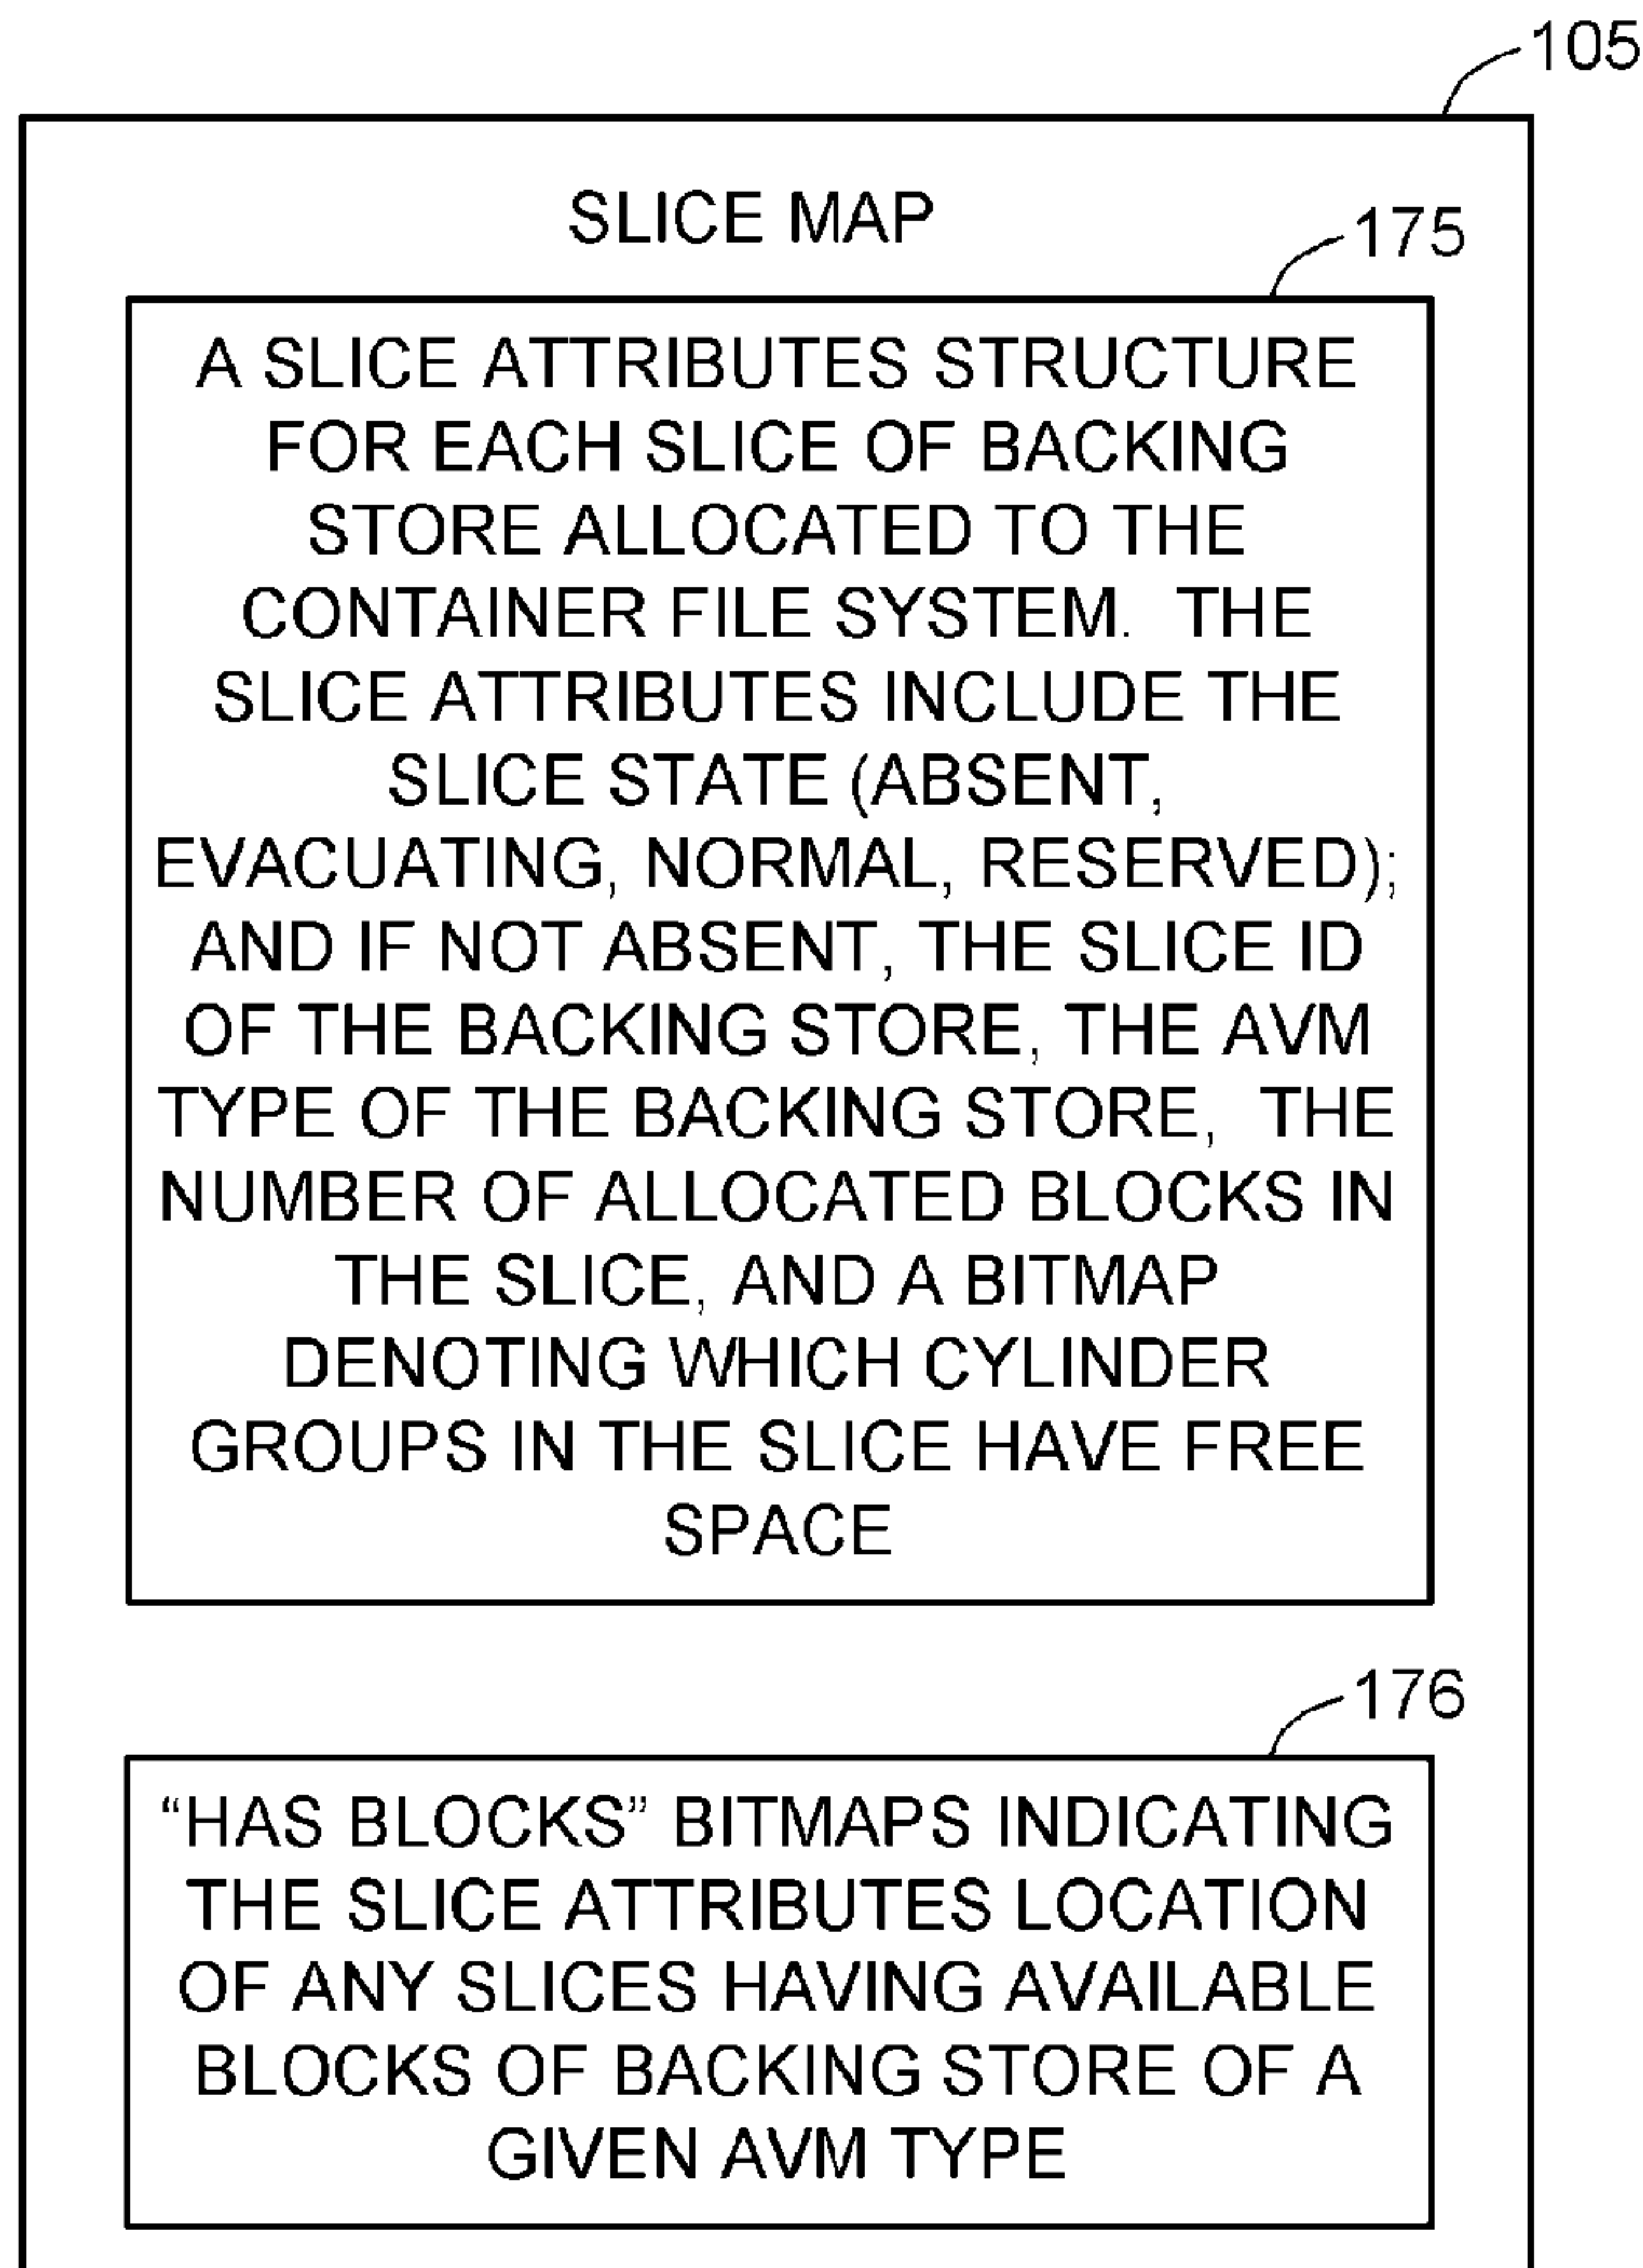 105
SLICE MAP
175
A SLICE ATTRIBUTES STRUCTURE
FOR EACH SLICE OF BACKING
STORE ALLOCATED TO THE
CONTAINER FILE SYSTEM. THE
SLICE ATTRIBUTES INCLUDE THE
SLICE STATE (ABSENT,
EVACUATING, NORMAL, RESERVED);
AND IF NOT ABSENT, THE SLICE ID
OF THE BACKING STORE, THE AVM
TYPE OF THE BACKING STORE, THE
NUMBER OF ALLOCATED BLOCKS IN
THE SLICE, AND A BITMAP
DENOTING WHICH CYLINDER
GROUPS IN THE SLICE HAVE FREE
SPACE
176
“HAS BLOCKS” BITMAPS INDICATING
THE SLICE ATTRIBUTES LOCATION
OF ANY SLICES HAVING AVAILABLE
BLOCKS OF BACKING STORE OF A
GIVEN AVM TYPE